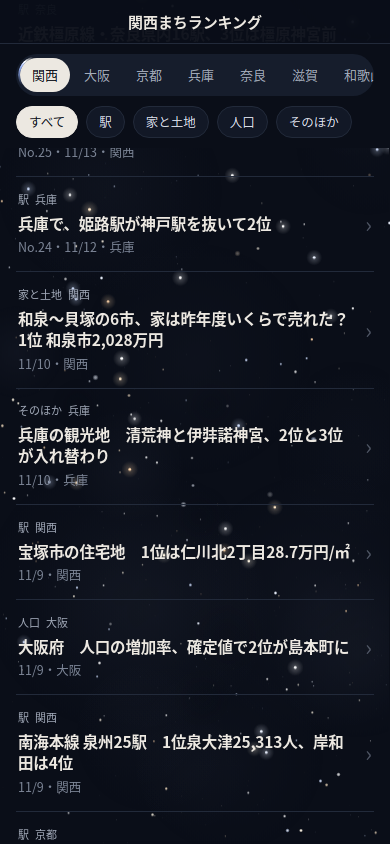 関西まちランキング
関西 大阪 京都 兵庫 奈良 滋賀
すべて 駅 家と土地 人口 そのほか
No.25・11/13・関西
駅 兵庫
兵庫で、姫路駅が神戸駅を抜いて2位
No.24・11/12・兵庫
家と土地 関西
和泉〜貝塚の6市、家は昨年度いくらで売れた？
1位 和泉市2,028万円
11/10・関西
そのほか 兵庫
兵庫の観光地　清荒神と伊弉諾神宮、2位と3位
が入れ替わり
11/10・兵庫
駅 関西
宝塚市の住宅地　1位は仁川北2丁目28.7万円/㎡
11/9・関西
人口 大阪
大阪府　人口の増加率、確定値で2位が島本町に
11/9・大阪
駅 関西
南海本線 泉州25駅　1位泉大津25,313人、岸和
田は4位
11/9・関西
駅 京都